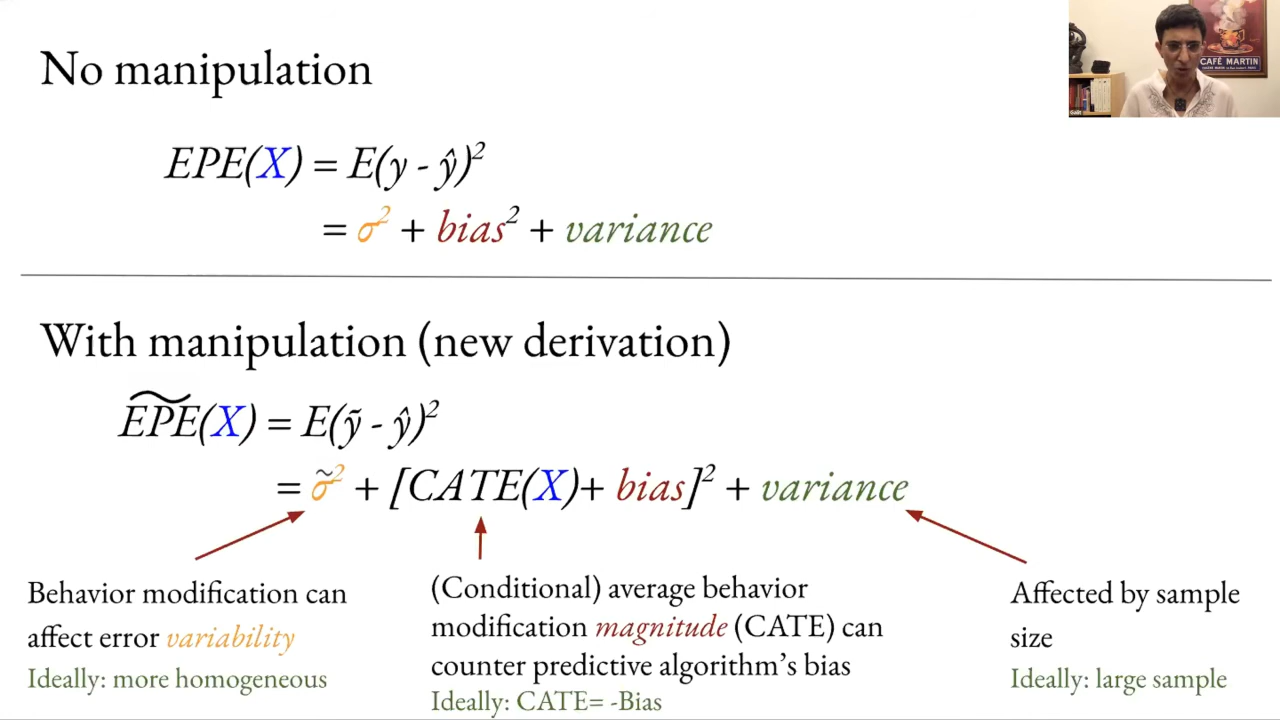 No manipulation
EPE(X) = E(y - ŷ)²
= σ² + bias² + variance
With manipulation (new derivation)
E͠P͠E(X) = E(ỹ - ŷ)²
= σ̃² + [CATE(X)+ bias]² + variance
Behavior modification can
affect error variability
Ideally: more homogeneous
(Conditional) average behavior
modification magnitude (CATE) can
counter predictive algorithm's bias
Ideally: CATE= -Bias
Affected by sample
size
Ideally: large sample
CAFÉ MARTIN